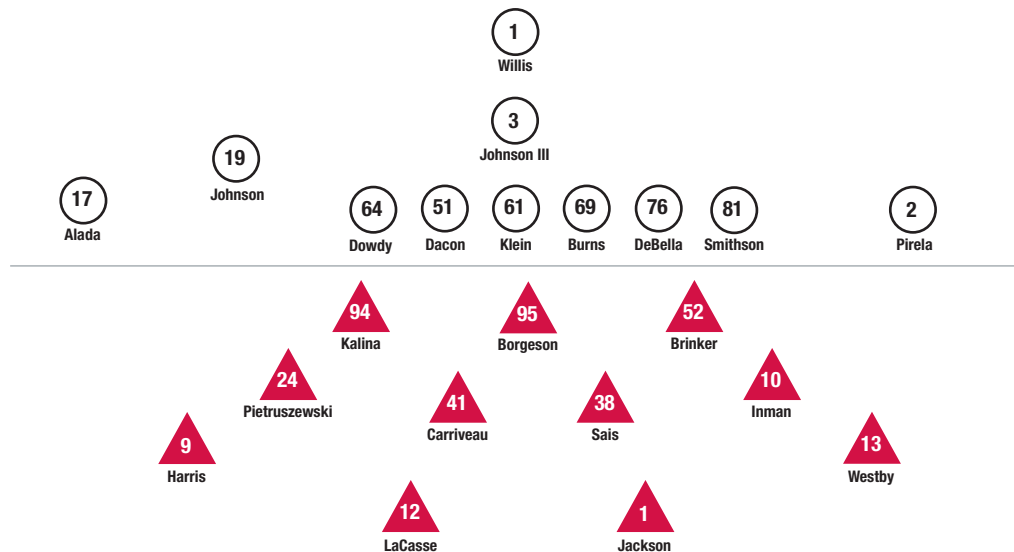 1
Willis
3
Johnson III
19
Johnson
17
Alada
64
Dowdy
51
Dacon
61
Klein
69
Burns
76
DeBella
81
Smithson
2
Pirela
94
Kalina
95
Borgeson
52
Brinker
24
Pietruszewski
41
Carriveau
38
Sais
10
Inman
9
Harris
13
Westby
12
LaCasse
1
Jackson